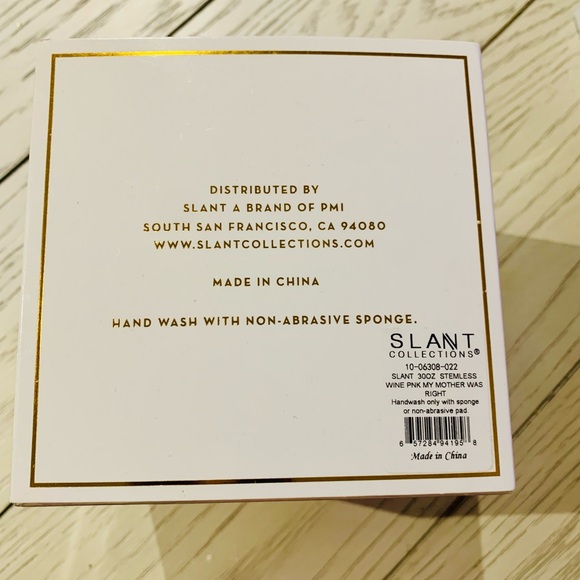 DISTRIBUTED BY
SLANT A BRAND OF PMI
SOUTH SAN FRANCISCO, CA 94080
WWW.SLANTCOLLECTIONS.COM
MADE IN CHINA
HAND WASH WITH NON-ABRASIVE SPONGE.
SLANT
COLLECTIONS®
10-06308-022
SLANT 30OZ STEMLESS
WINE PNK MY MOTHER WAS
RIGHT
Handwash only with sponge
or non-abrasive pad.
6 57284 94195 8
Made in China